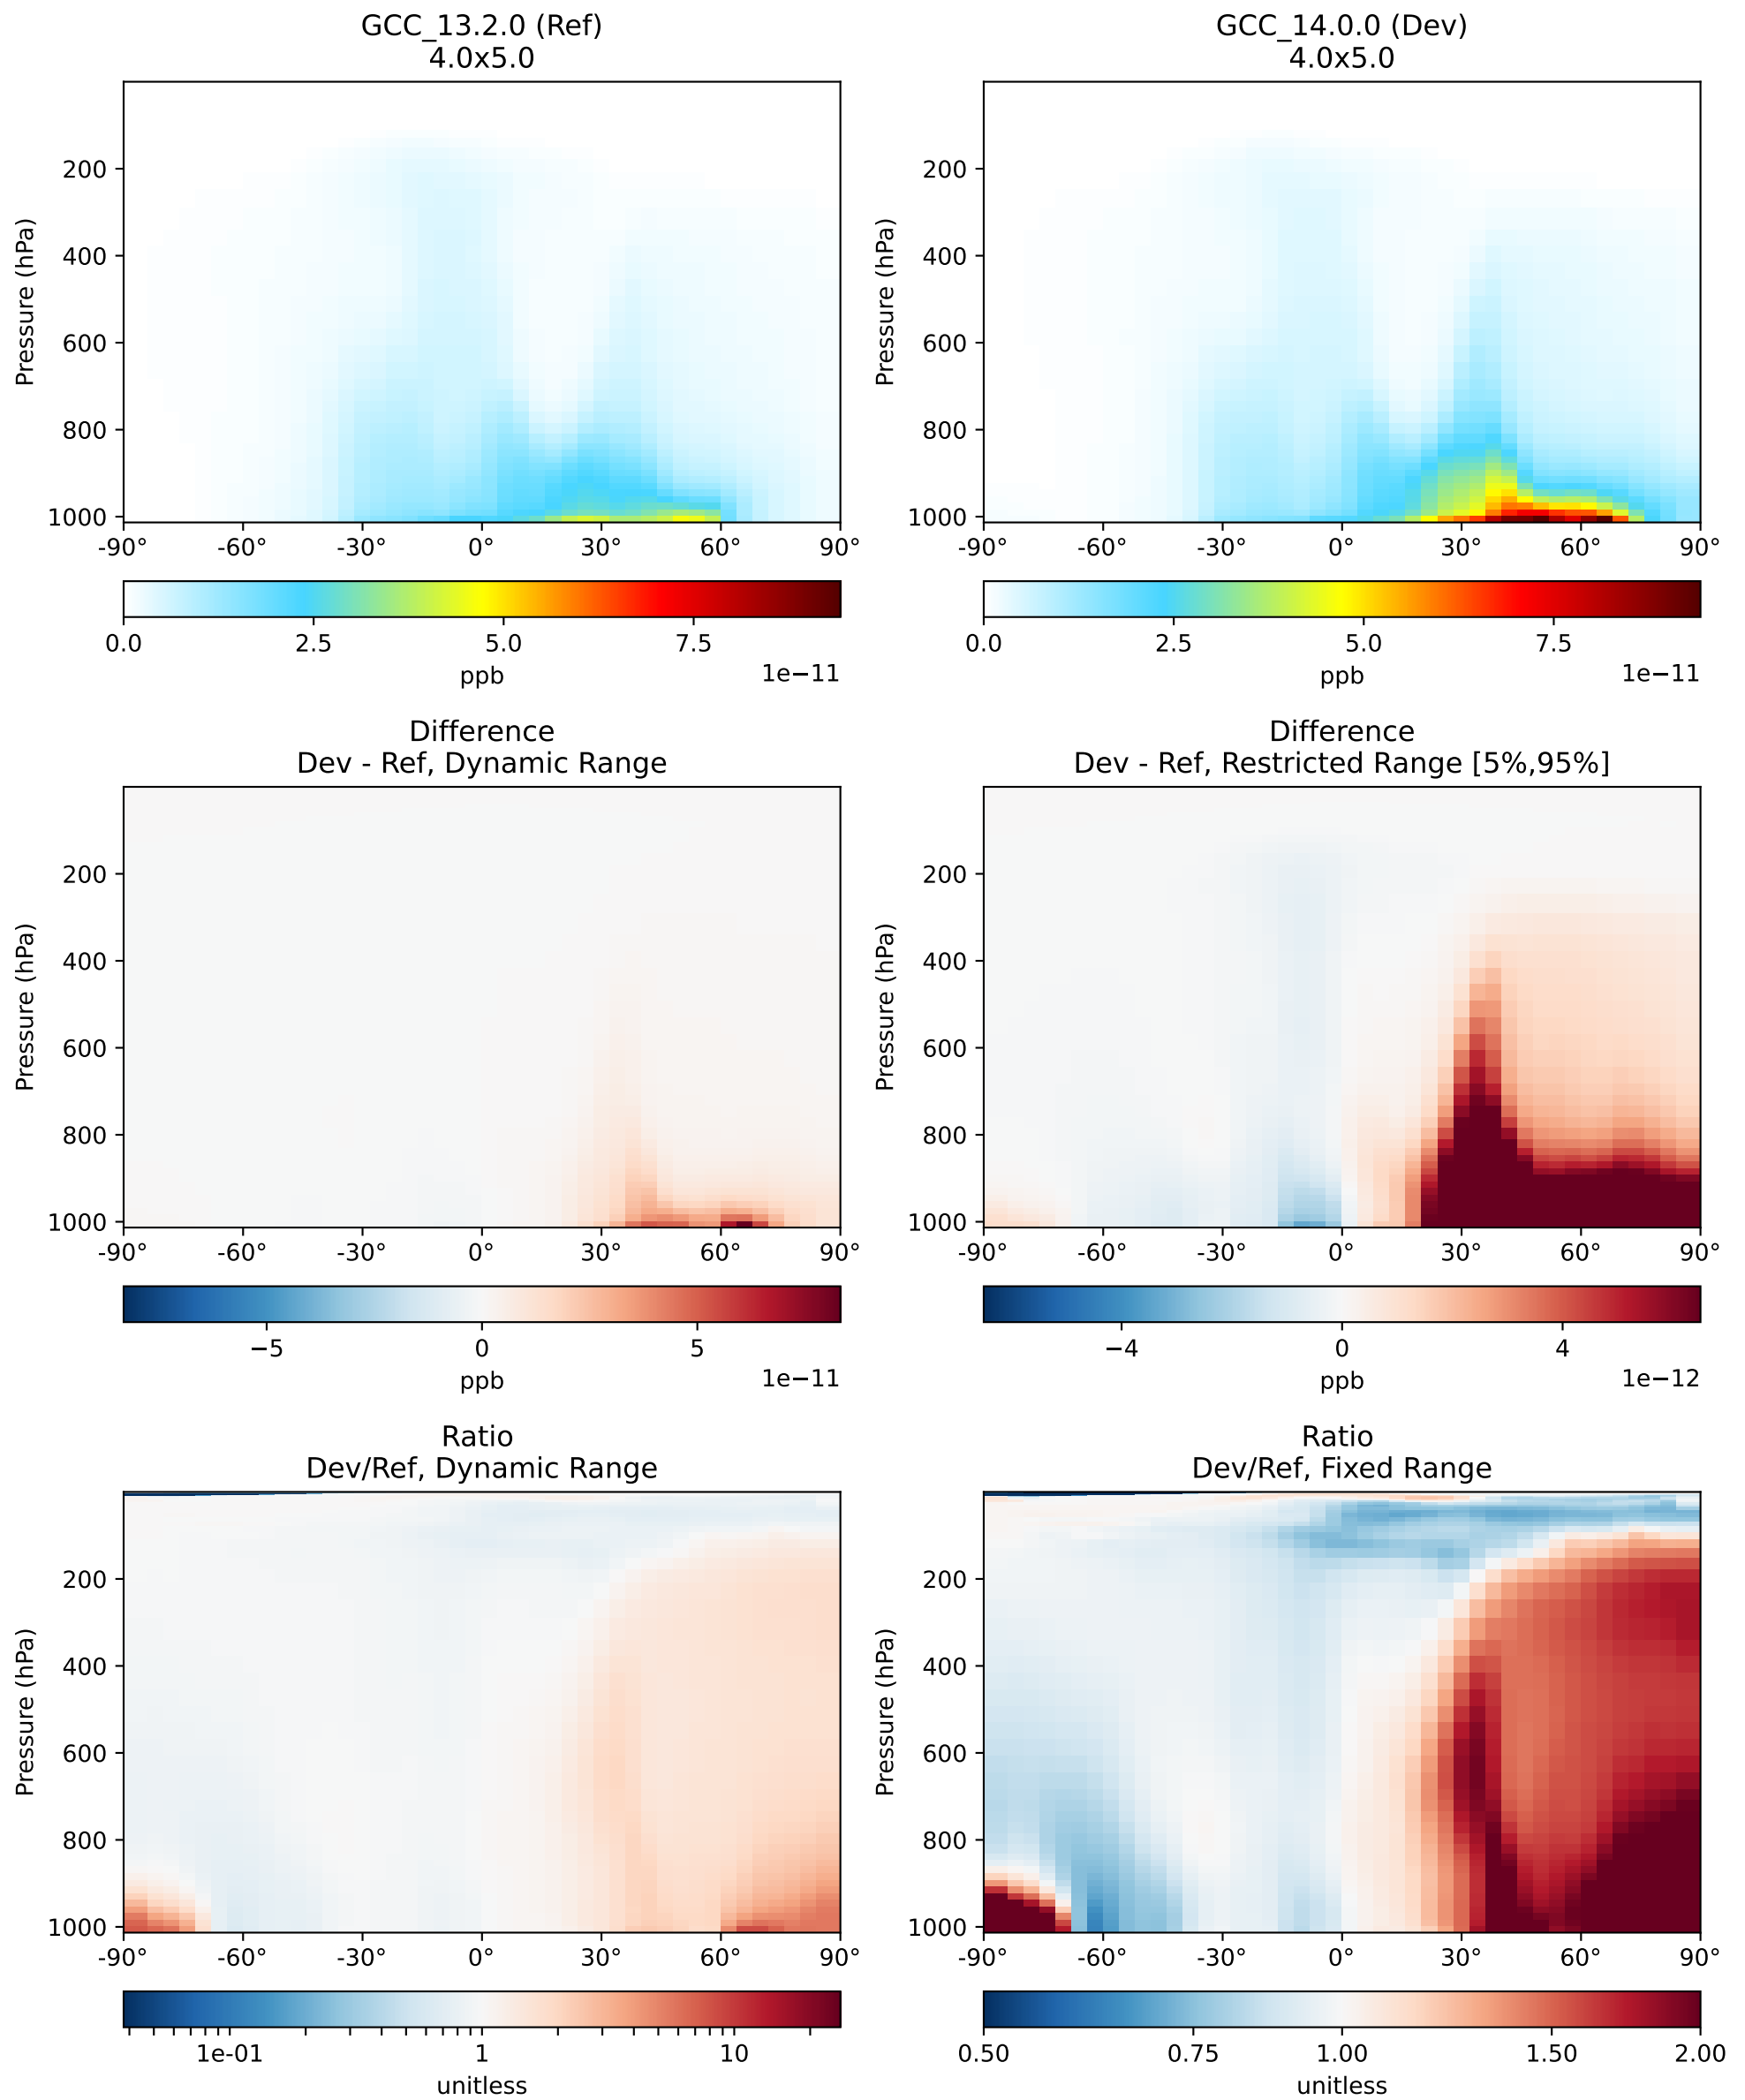 GCC_13.2.0 (Ref)
4.0x5.0
GCC_14.0.0 (Dev)
4.0x5.0
Pressure (hPa)
200
400
600
800
1000
-90° -60° -30° 0° 30° 60° 90°
0.0 2.5 5.0 7.5
ppb
1e−11
Pressure (hPa)
200
400
600
800
1000
-90° -60° -30° 0° 30° 60° 90°
0.0 2.5 5.0 7.5
ppb
1e−11
Difference
Dev - Ref, Dynamic Range
Pressure (hPa)
200
400
600
800
1000
-90° -60° -30° 0° 30° 60° 90°
−5 0 5
ppb
1e−11
Difference
Dev - Ref, Restricted Range [5%,95%]
Pressure (hPa)
200
400
600
800
1000
-90° -60° -30° 0° 30° 60° 90°
−4 0 4
ppb
1e−12
Ratio
Dev/Ref, Dynamic Range
Pressure (hPa)
200
400
600
800
1000
-90° -60° -30° 0° 30° 60° 90°
1e-01 1 10
unitless
Ratio
Dev/Ref, Fixed Range
Pressure (hPa)
200
400
600
800
1000
-90° -60° -30° 0° 30° 60° 90°
0.50 0.75 1.00 1.50 2.00
unitless